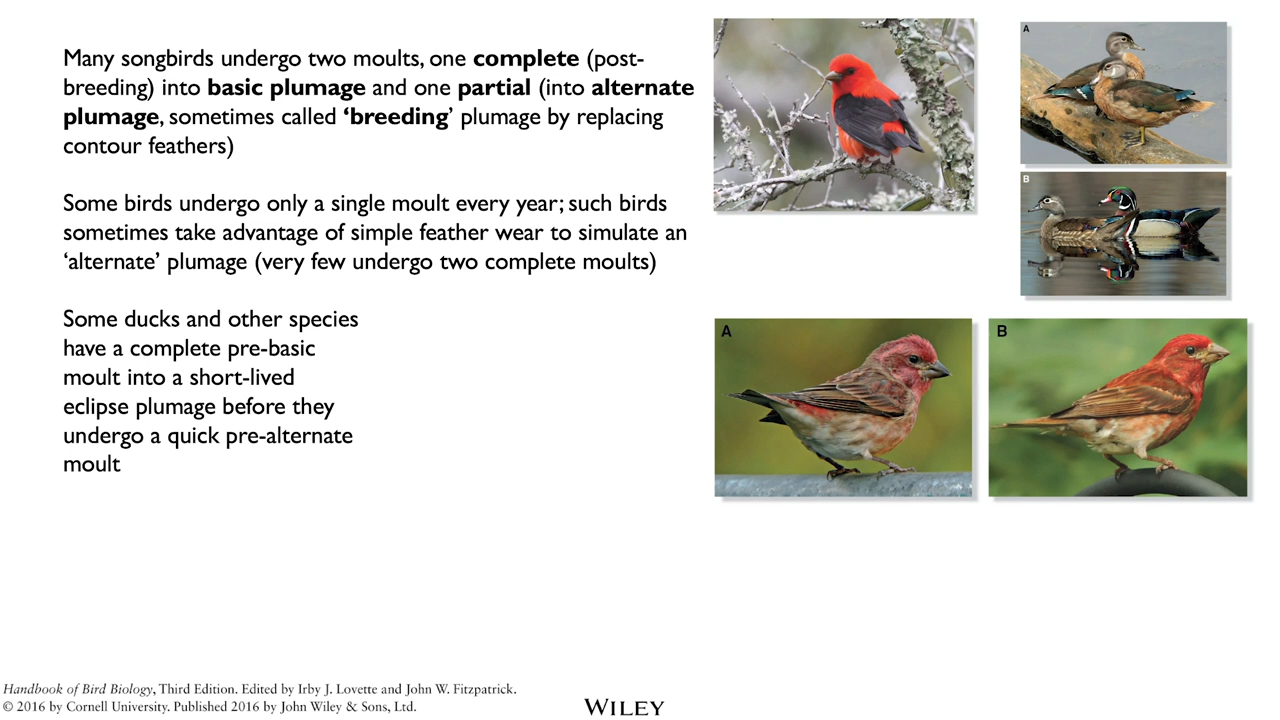 Many songbirds undergo two moults, one complete (post-
breeding) into basic plumage and one partial (into alternate
plumage, sometimes called ‘breeding’ plumage by replacing
contour feathers)
Some birds undergo only a single moult every year; such birds
sometimes take advantage of simple feather wear to simulate an
‘alternate’ plumage (very few undergo two complete moults)
Some ducks and other species
have a complete pre-basic
moult into a short-lived
eclipse plumage before they
undergo a quick pre-alternate
moult
A
B
A
B
Handbook of Bird Biology, Third Edition. Edited by Irby J. Lovette and John W. Fitzpatrick.
© 2016 by Cornell University. Published 2016 by John Wiley & Sons, Ltd.
WILEY